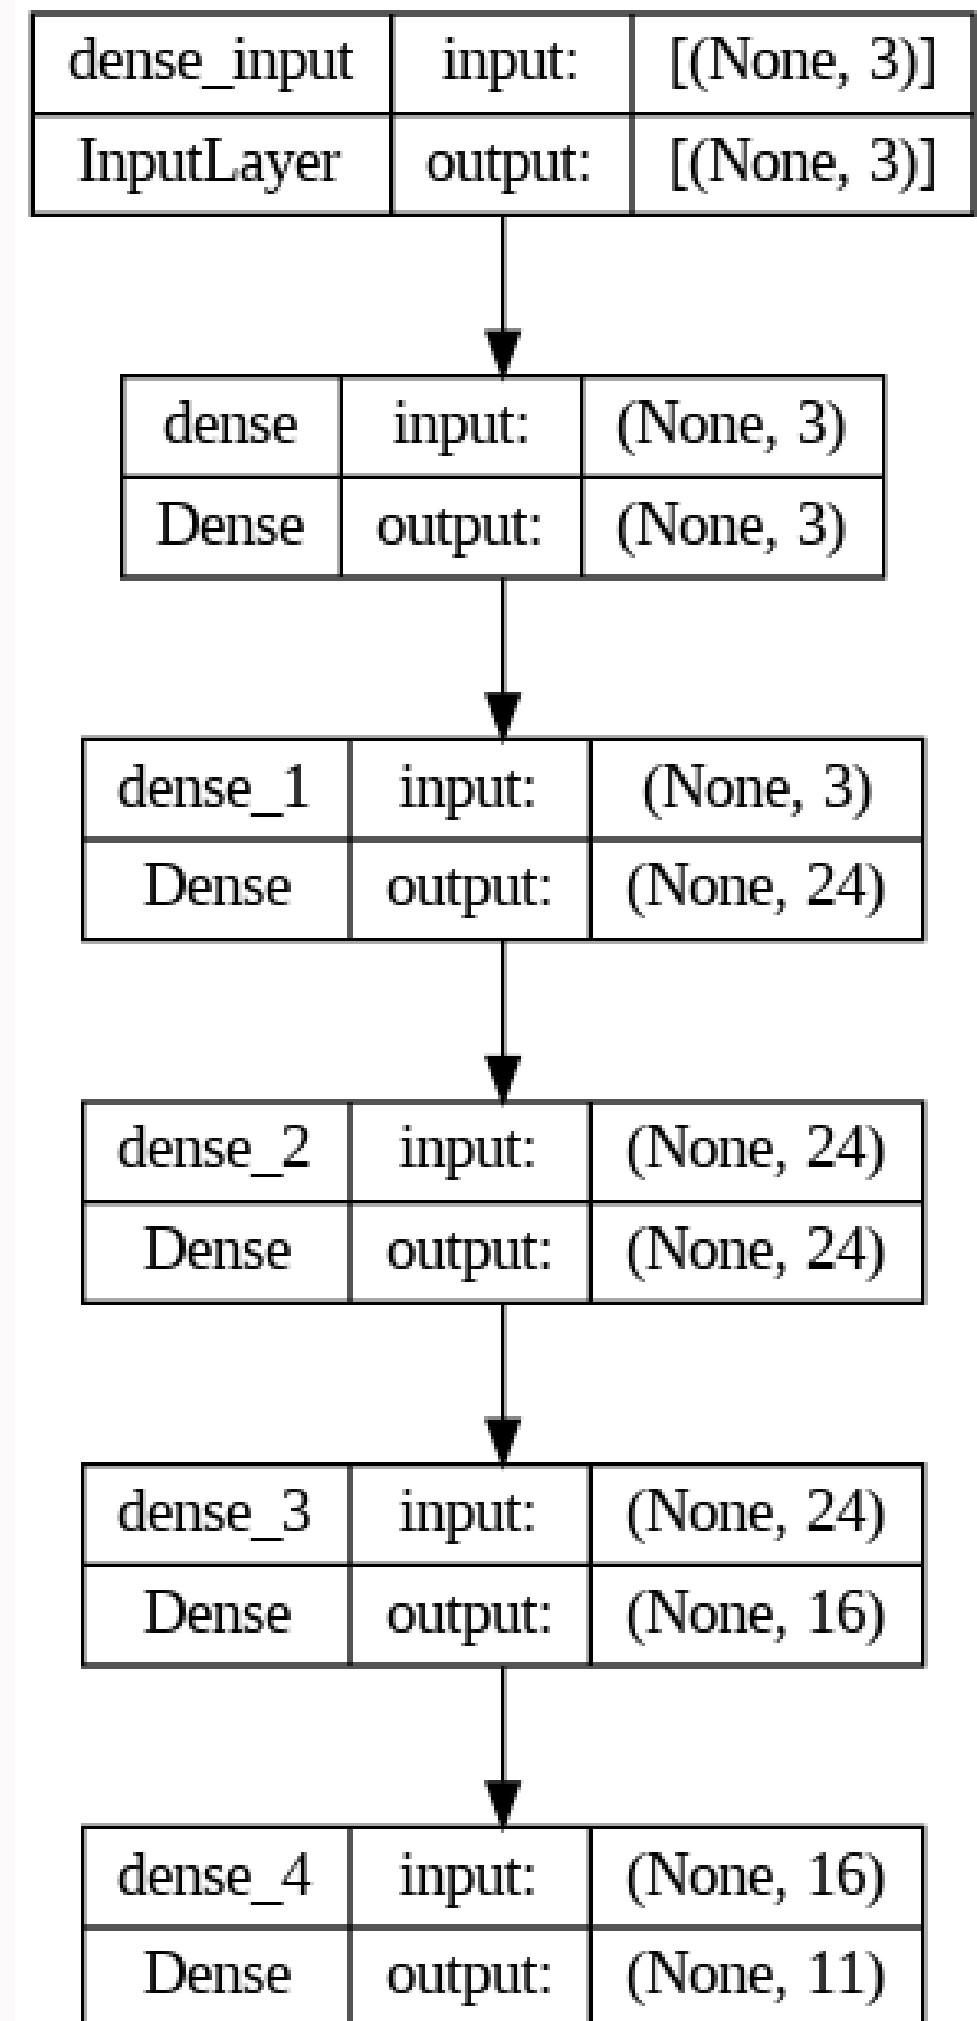 dense_input input: [(None, 3)]
InputLayer output: [(None, 3)]
dense input: (None, 3)
Dense output: (None, 3)
dense_1 input: (None, 3)
Dense output: (None, 24)
dense_2 input: (None, 24)
Dense output: (None, 24)
dense_3 input: (None, 24)
Dense output: (None, 16)
dense_4 input: (None, 16)
Dense output: (None, 11)